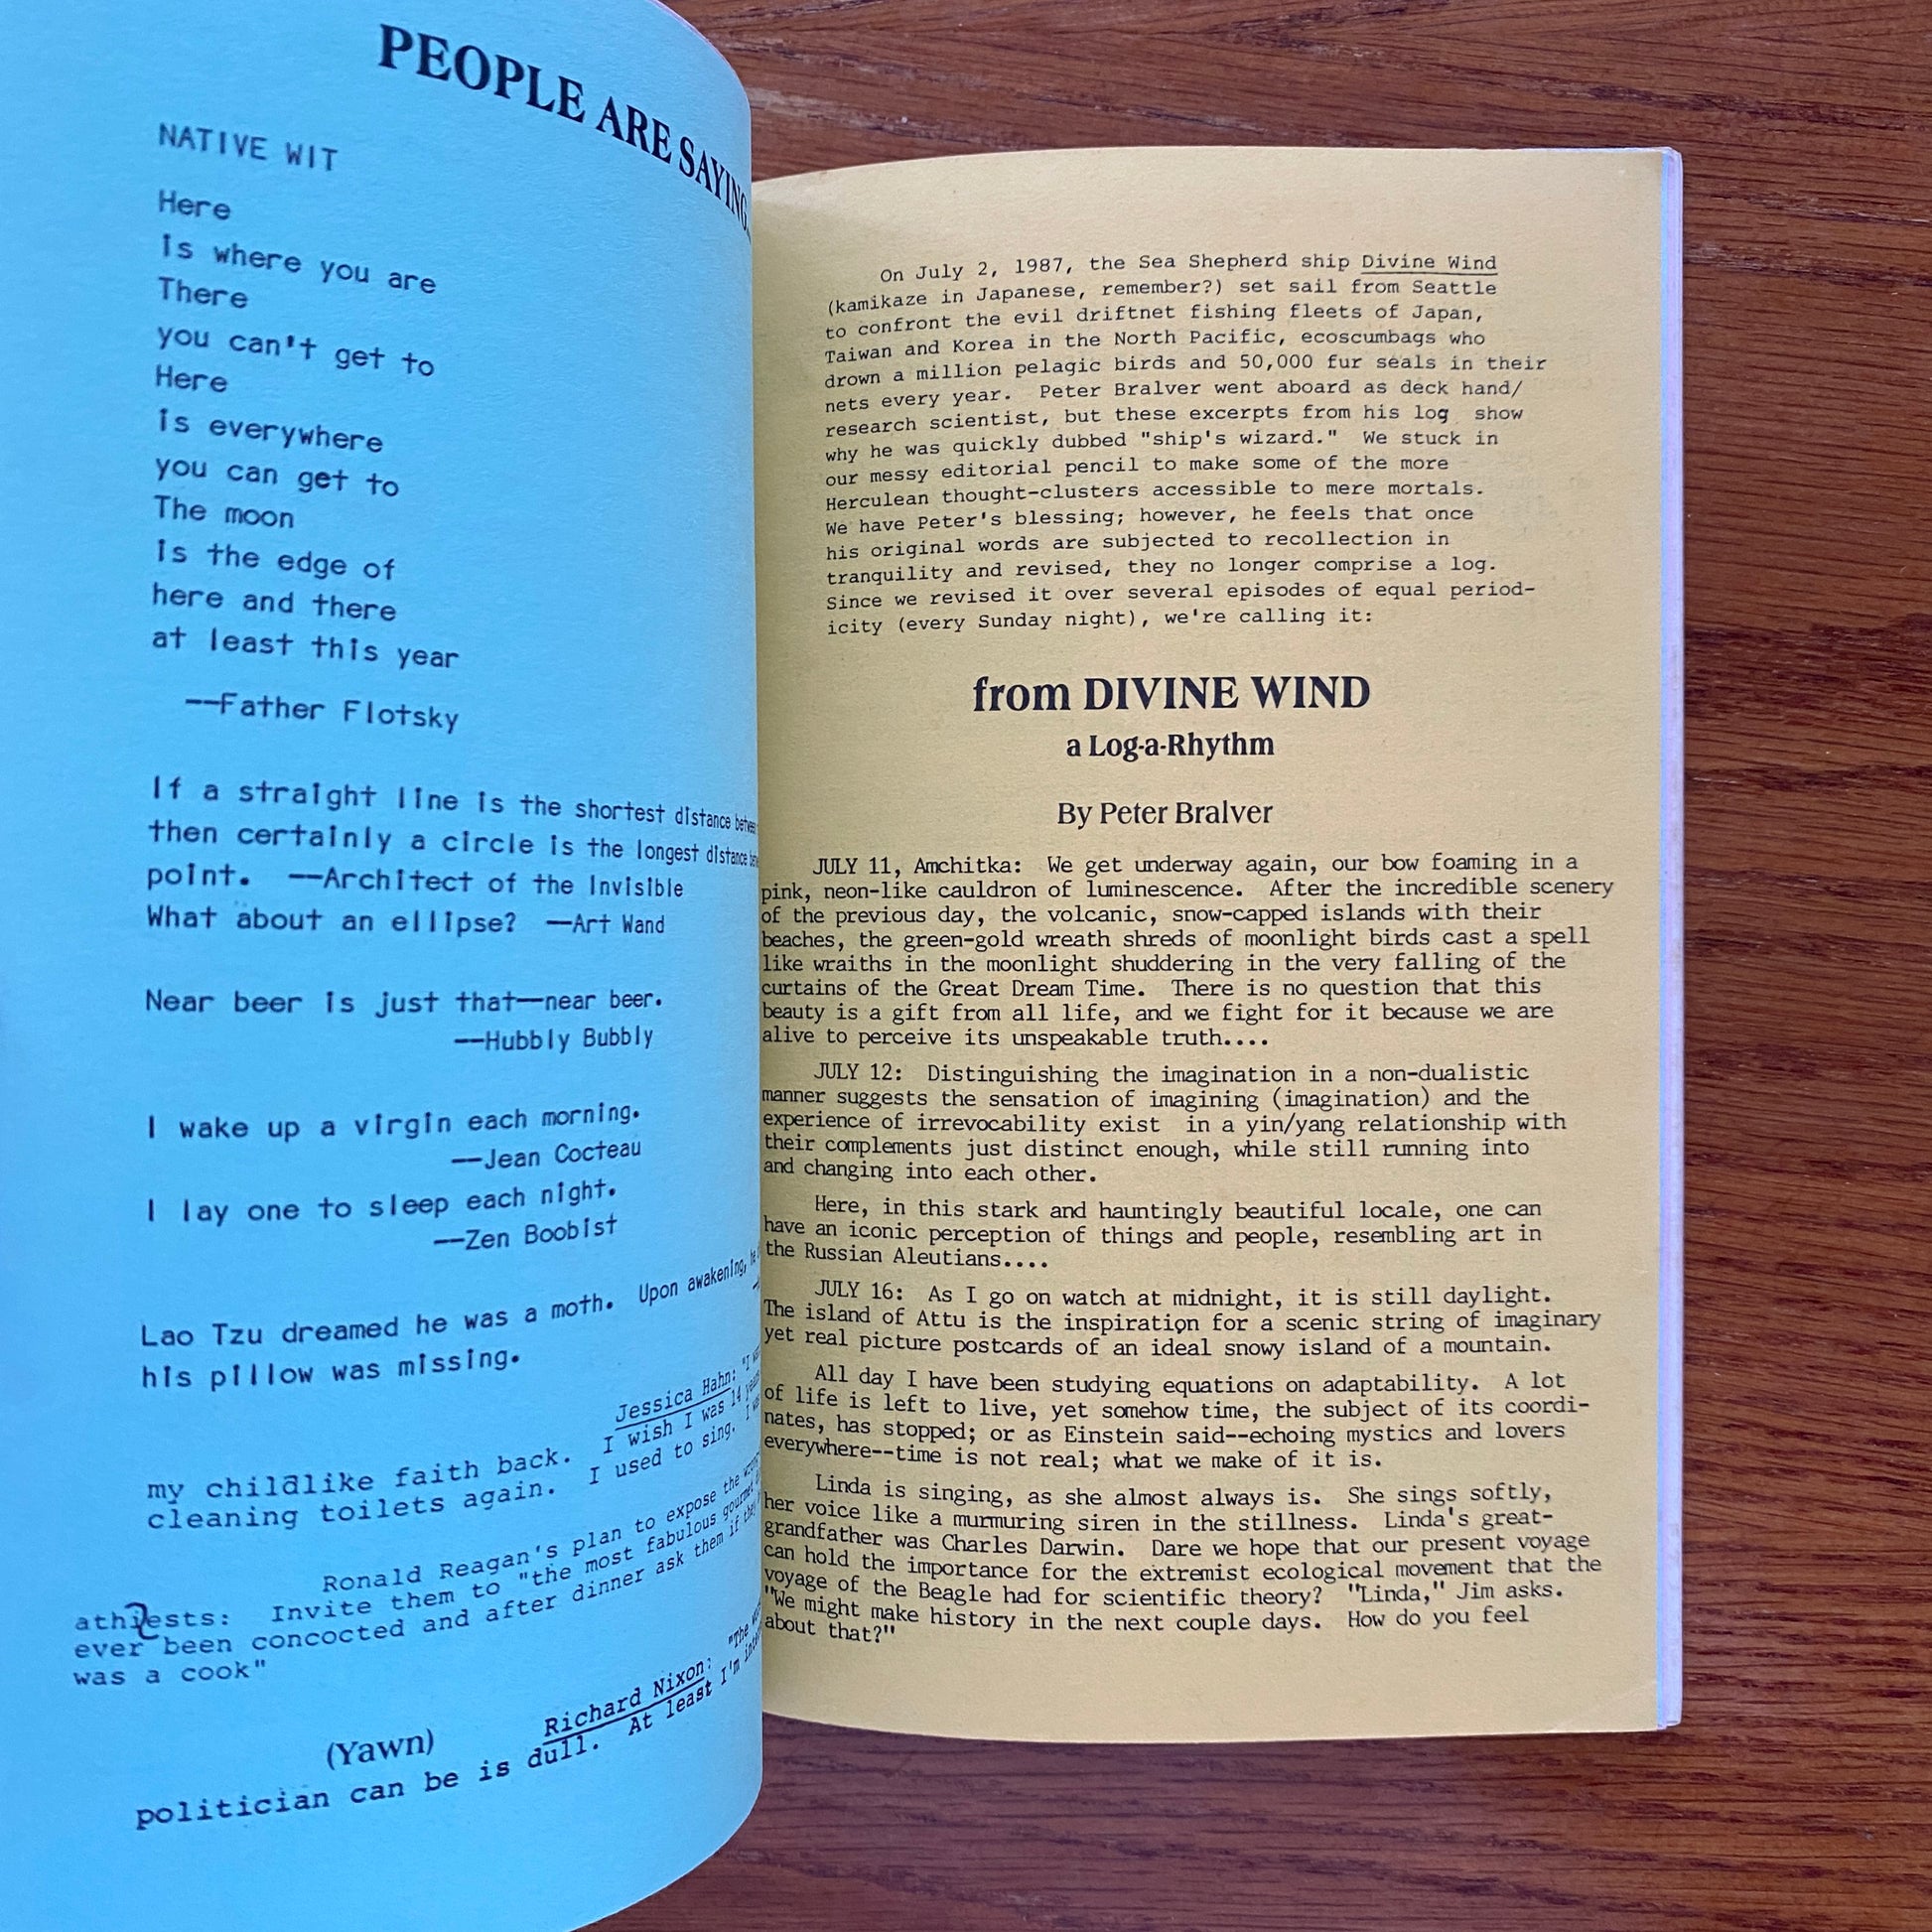 PEOPLE ARE SAYING
NATIVE WIT
Here
is where you are
There
you can't get to
Here
is everywhere
you can get to
The moon
is the edge of
here and there
at least this year
--Father Flotsky
If a straight line is the shortest distance
then certainly a circle is the longest distance
point. --Architect of the Invisible
What about an ellipse? --Art Wand
Near beer is just that--near beer.
--Hubbly Bubbly
I wake up a virgin each morning.
--Jean Cocteau
I lay one to sleep each night.
--Zen Boobist
Lao Tzu dreamed he was a moth. Upon awakening, he
his pillow was missing.
Jessica Hahn: "I
my childlike faith back. I wish I was 14 years
cleaning toilets again. I used to sing. I
Ronald Reagan's plan to expose the
athiests: Invite them to "the most fabulous gourmet
ever been concocted and after dinner ask them if they
was a cook"
(Yawn)
Richard Nixon: "The
politician can be is dull. At least I'm
On July 2, 1987, the Sea Shepherd ship Divine Wind
(kamikaze in Japanese, remember?) set sail from Seattle
to confront the evil driftnet fishing fleets of Japan,
Taiwan and Korea in the North Pacific, ecoscumbags who
drown a million pelagic birds and 50,000 fur seals in their
nets every year. Peter Bralver went aboard as deck hand/
research scientist, but these excerpts from his log show
why he was quickly dubbed "ship's wizard." We stuck in
our messy editorial pencil to make some of the more
Herculean thought-clusters accessible to mere mortals.
We have Peter's blessing; however, he feels that once
his original words are subjected to recollection in
tranquility and revised, they no longer comprise a log.
Since we revised it over several episodes of equal period-
icity (every Sunday night), we're calling it:
from DIVINE WIND
a Log-a-Rhythm
By Peter Bralver
JULY 11, Amchitka: We get underway again, our bow foaming in a
pink, neon-like cauldron of luminescence. After the incredible scenery
of the previous day, the volcanic, snow-capped islands with their
beaches, the green-gold wreath shreds of moonlight birds cast a spell
like wraiths in the moonlight shuddering in the very falling of the
curtains of the Great Dream Time. There is no question that this
beauty is a gift from all life, and we fight for it because we are
alive to perceive its unspeakable truth....
JULY 12: Distinguishing the imagination in a non-dualistic
manner suggests the sensation of imagining (imagination) and the
experience of irrevocability exist in a yin/yang relationship with
their complements just distinct enough, while still running into
and changing into each other.
Here, in this stark and hauntingly beautiful locale, one can
have an iconic perception of things and people, resembling art in
the Russian Aleutians....
JULY 16: As I go on watch at midnight, it is still daylight.
The island of Attu is the inspiration for a scenic string of imaginary
yet real picture postcards of an ideal snowy island of a mountain.
All day I have been studying equations on adaptability. A lot
of life is left to live, yet somehow time, the subject of its coordi-
nates, has stopped; or as Einstein said--echoing mystics and lovers
everywhere--time is not real; what we make of it is.
Linda is singing, as she almost always is. She sings softly,
her voice like a murmuring siren in the stillness. Linda's great-
grandfather was Charles Darwin. Dare we hope that our present voyage
can hold the importance for the extremist ecological movement that the
voyage of the Beagle had for scientific theory? "Linda," Jim asks.
"We might make history in the next couple days. How do you feel
about that?"